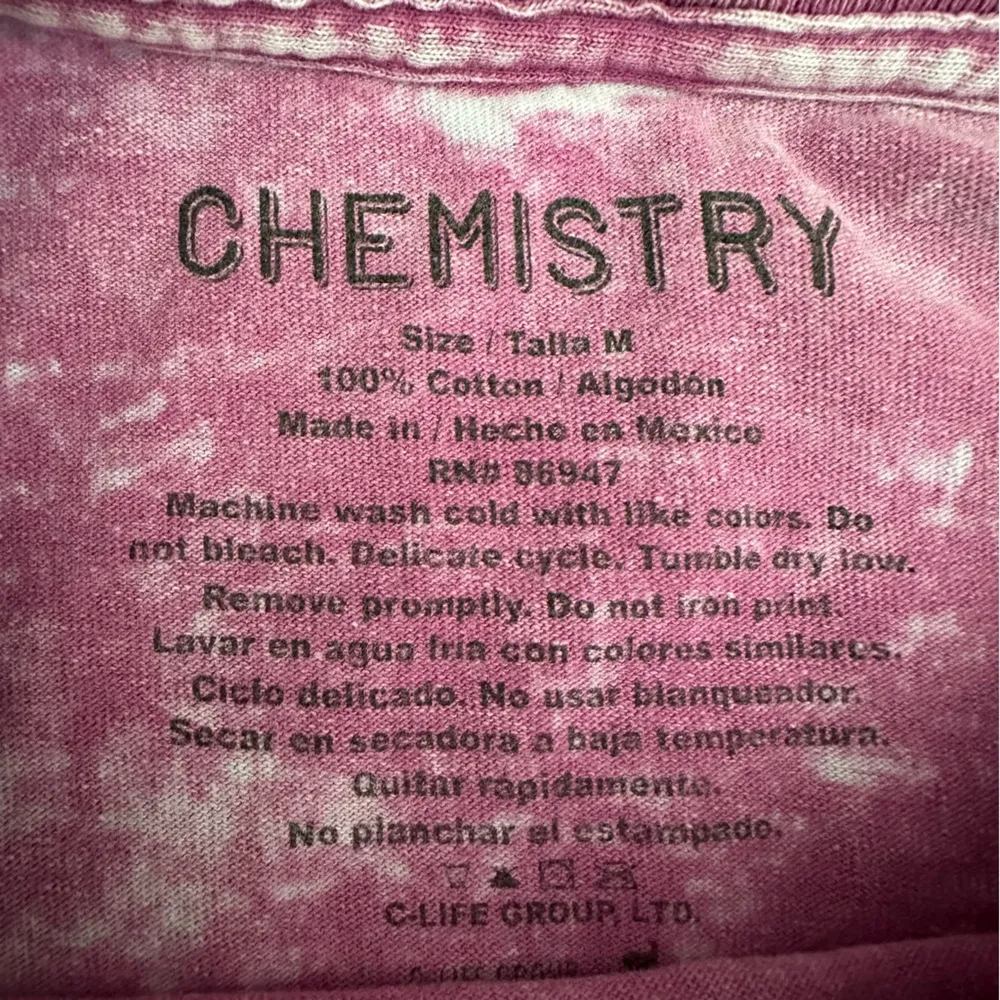 CHEMISTRY
Size / Talla M
100% Cotton / Algodón
Made in / Hecho en Mexico
RN# 86947
Machine wash cold with like colors. Do
not bleach. Delicate cycle. Tumble dry low.
Remove promptly. Do not iron print.
Lavar en agua fria con colores similares.
Ciclo delicado. No usar blanqueador.
Secar en secadora a baja temperatura.
Quitar rapidamente.
No planchar el estampado.
C-LIFE GROUP, LTD.
C-LIFE GROUP